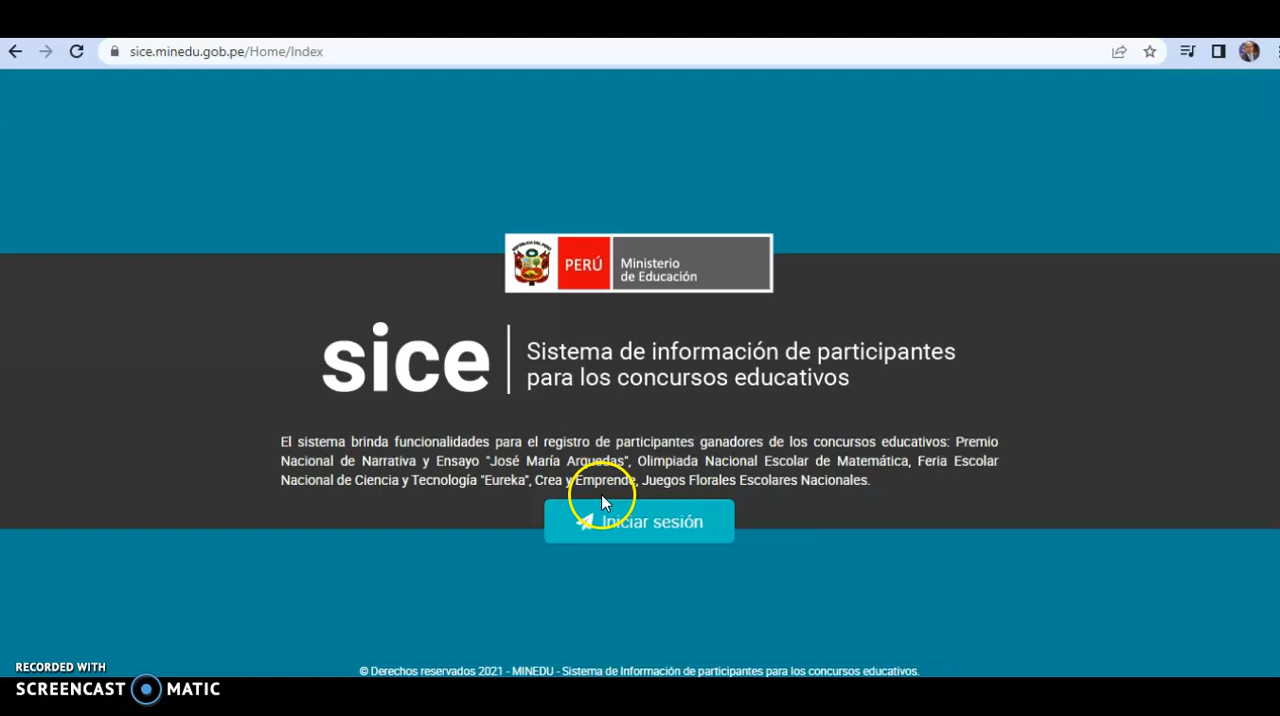 sice.minedu.gob.pe/Home/Index
PERÚ
Ministerio
de Educación
sice
Sistema de información de participantes
para los concursos educativos
El sistema brinda funcionalidades para el registro de participantes ganadores de los concursos educativos: Premio
Nacional de Narrativa y Ensayo "José María Arguedas", Olimpiada Nacional Escolar de Matemática, Feria Escolar
Nacional de Ciencia y Tecnología "Eureka", Crea y Emprende, Juegos Florales Escolares Nacionales.
Iniciar sesión
© Derechos reservados 2021 - MINEDU - Sistema de Información de participantes para los concursos educativos.
RECORDED WITH
SCREENCAST MATIC